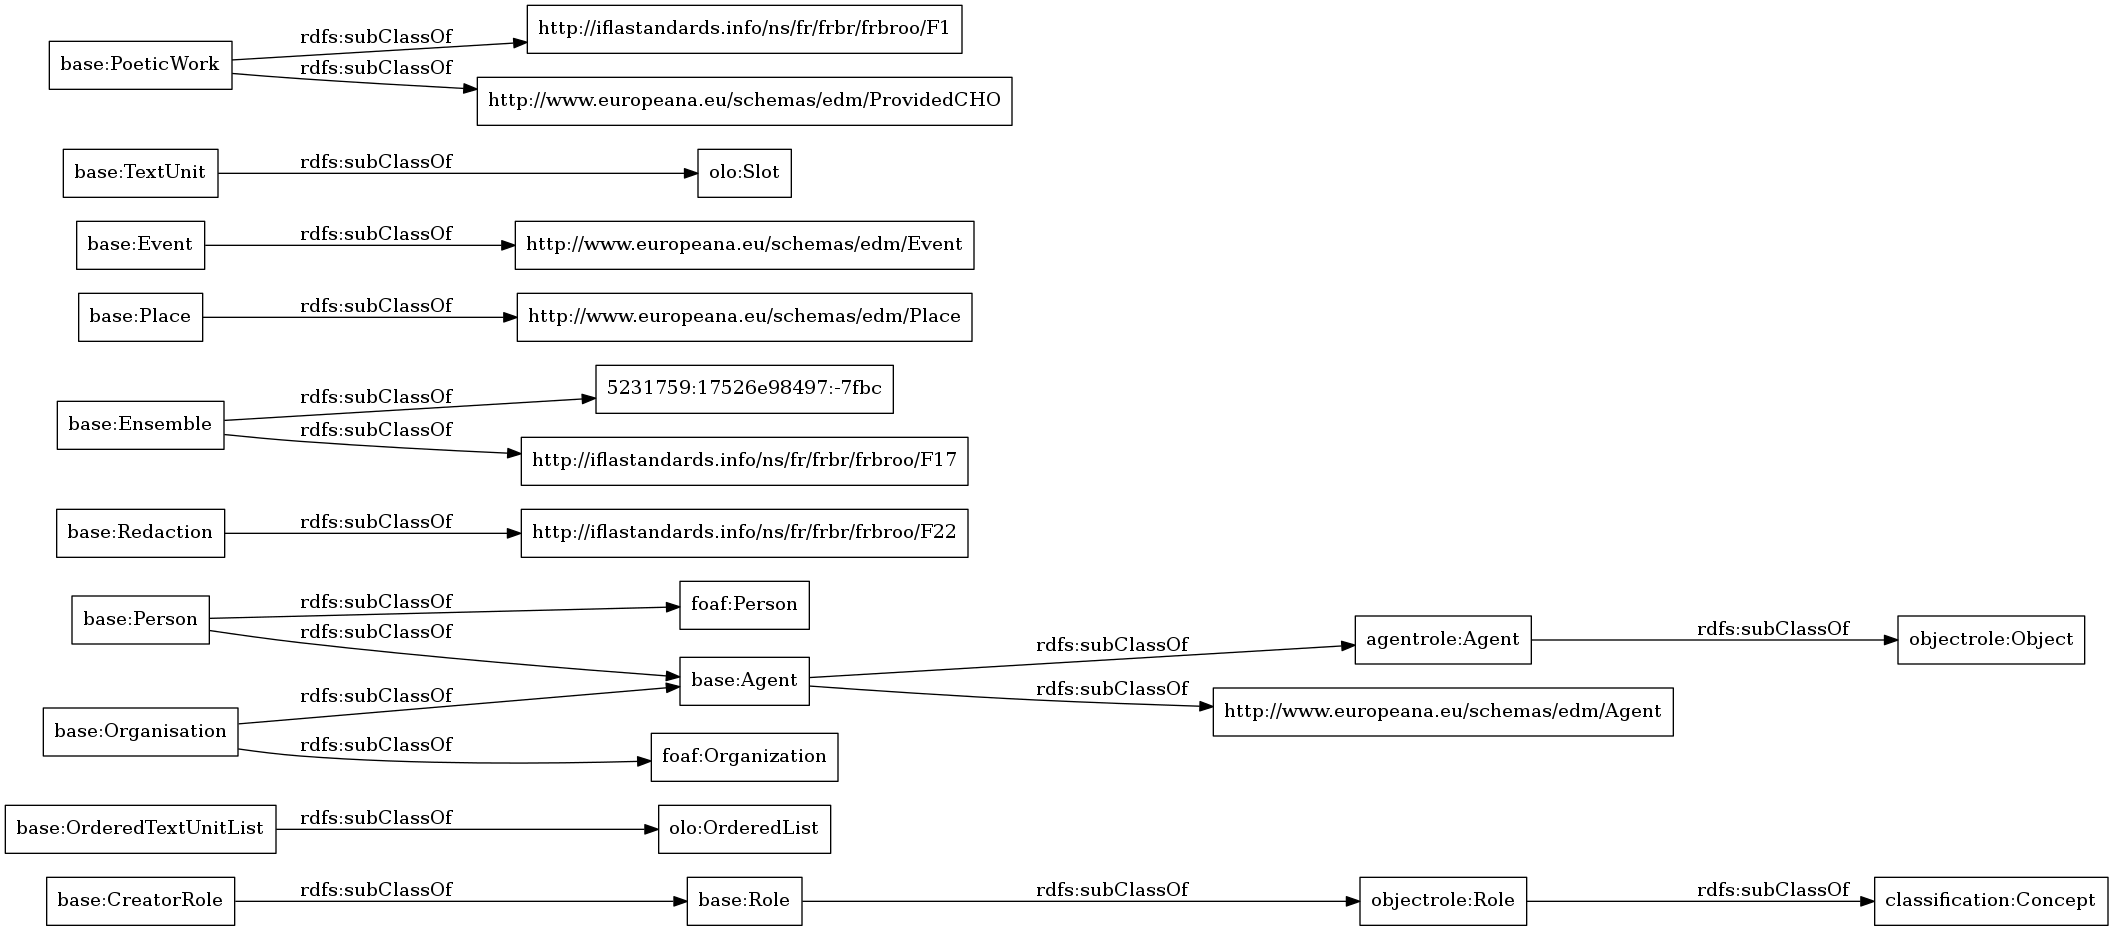 base:PoeticWork
rdfs:subClassOf
http://iflastandards.info/ns/fr/frbr/frbroo/F1
rdfs:subClassOf
http://www.europeana.eu/schemas/edm/ProvidedCHO
base:TextUnit
rdfs:subClassOf
olo:Slot
base:Event
rdfs:subClassOf
http://www.europeana.eu/schemas/edm/Event
base:Place
rdfs:subClassOf
http://www.europeana.eu/schemas/edm/Place
base:Ensemble
rdfs:subClassOf
5231759:17526e98497:-7fbc
rdfs:subClassOf
http://iflastandards.info/ns/fr/frbr/frbroo/F17
base:Redaction
rdfs:subClassOf
http://iflastandards.info/ns/fr/frbr/frbroo/F22
base:Person
rdfs:subClassOf
foaf:Person
rdfs:subClassOf
base:Agent
rdfs:subClassOf
agentrole:Agent
rdfs:subClassOf
objectrole:Object
rdfs:subClassOf
http://www.europeana.eu/schemas/edm/Agent
base:Organisation
rdfs:subClassOf
rdfs:subClassOf
foaf:Organization
base:OrderedTextUnitList
rdfs:subClassOf
olo:OrderedList
base:CreatorRole
rdfs:subClassOf
base:Role
rdfs:subClassOf
objectrole:Role
rdfs:subClassOf
classification:Concept